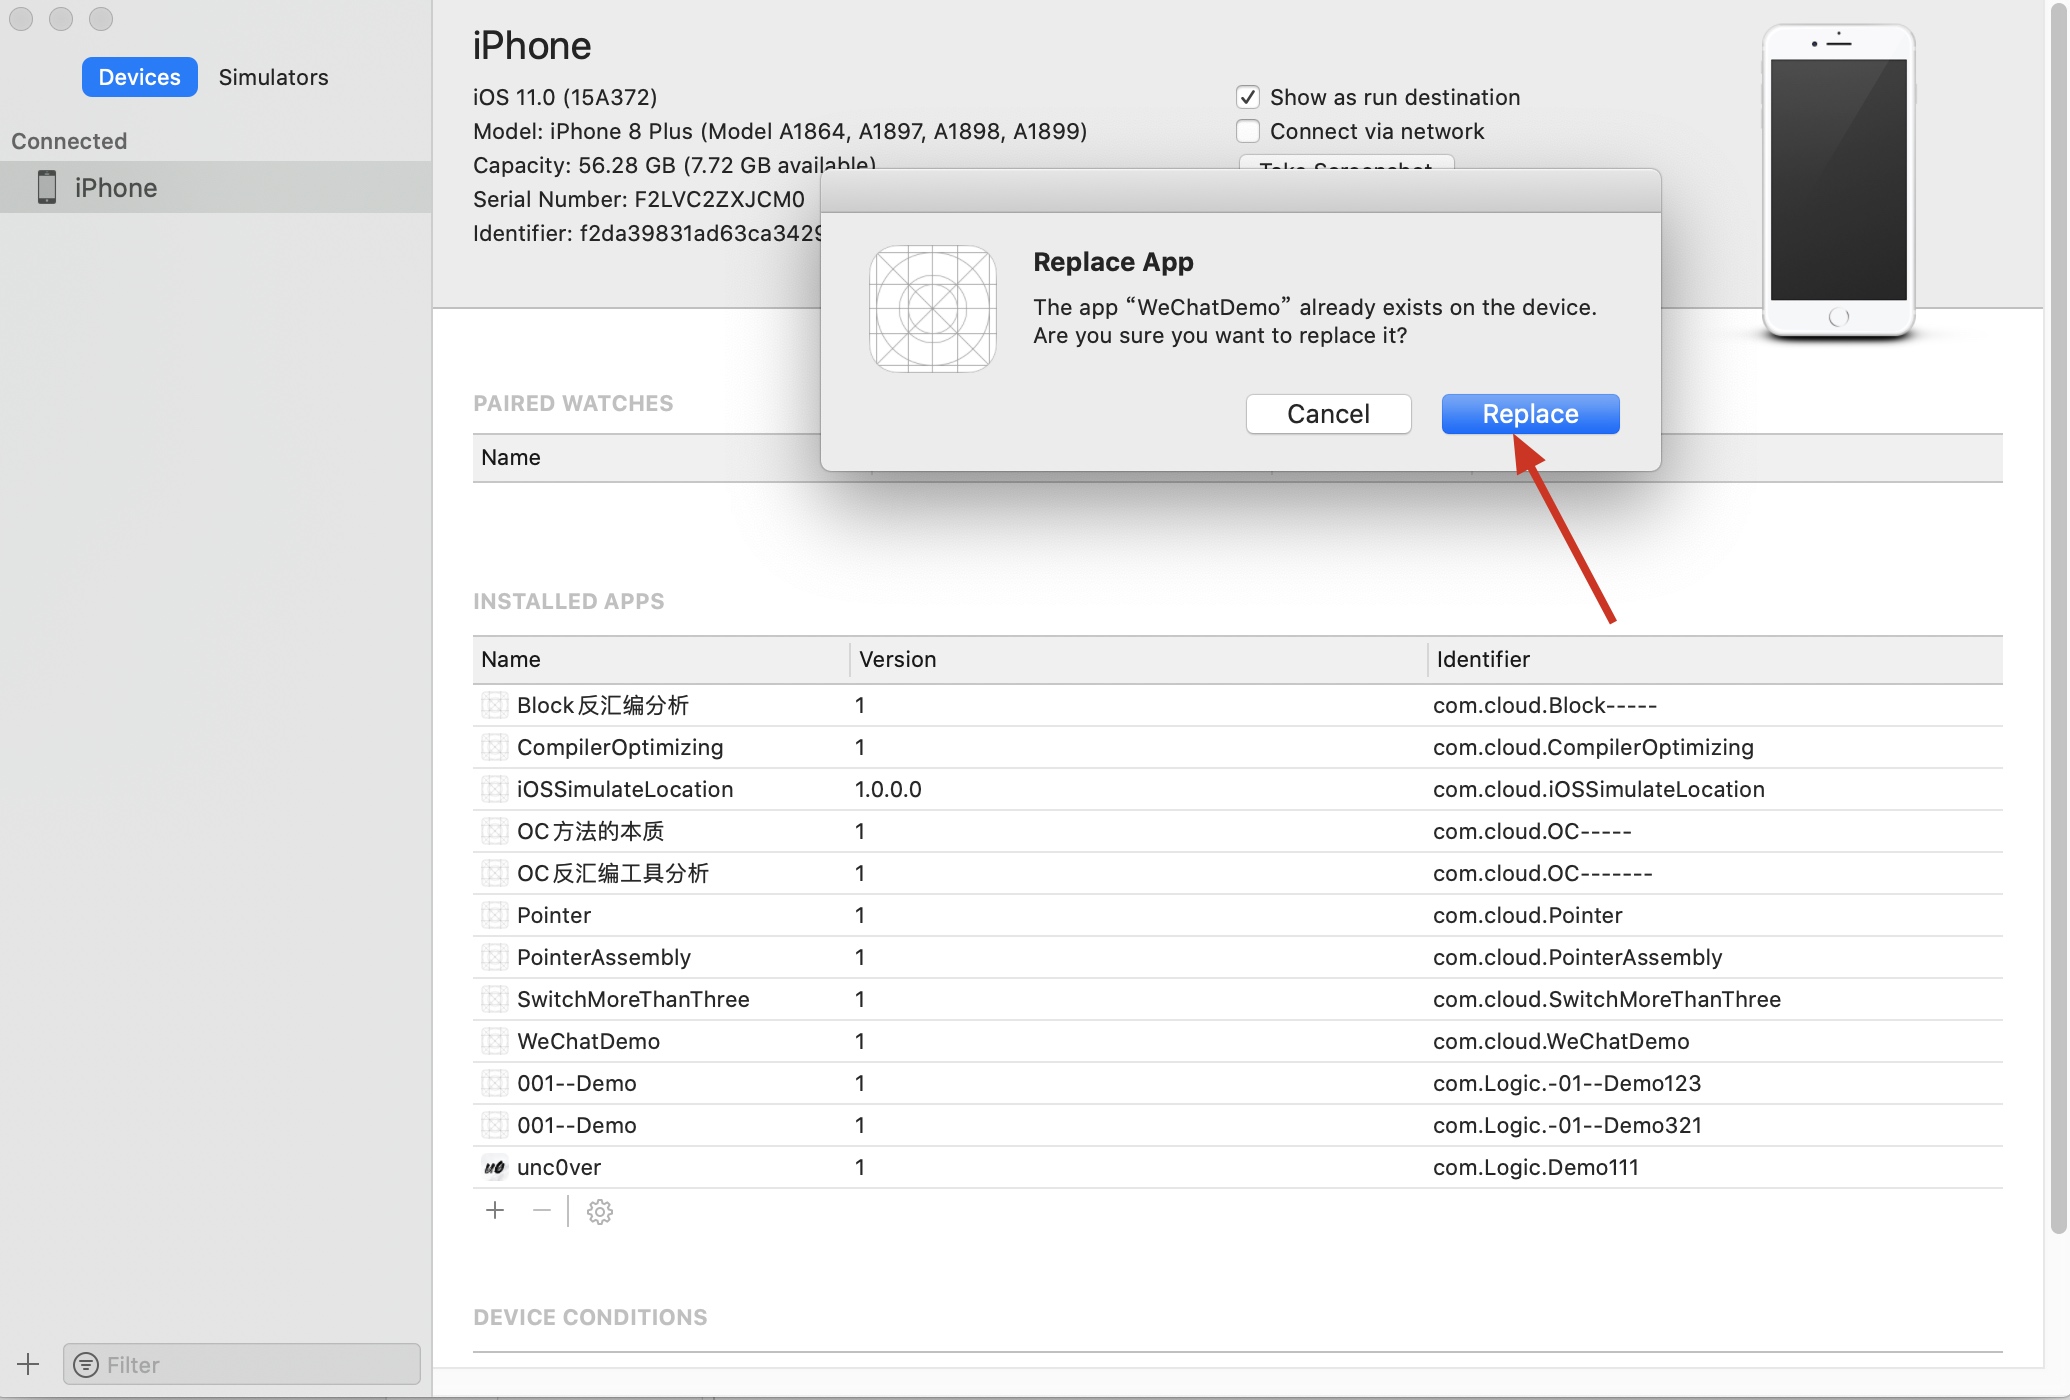 Devices
Simulators
Connected
iPhone
Filter
iPhone
iOS 11.0 (15A372)
Model: iPhone 8 Plus (Model A1864, A1897, A1898, A1899)
Capacity: 56.28 GB (7.72 GB available)
Serial Number: F2LVC2ZXJCM0
Identifier: f2da39831ad63ca3429
Show as run destination
Connect via network
Take Screenshot
Replace App
The app “WeChatDemo” already exists on the device.
Are you sure you want to replace it?
Cancel
Replace
PAIRED WATCHES
Name
INSTALLED APPS
Name Version Identifier
Block反汇编分析 1 com.cloud.Block-----
CompilerOptimizing 1 com.cloud.CompilerOptimizing
iOSSimulateLocation 1.0.0.0 com.cloud.iOSSimulateLocation
OC方法的本质 1 com.cloud.OC-----
OC反汇编工具分析 1 com.cloud.OC-------
Pointer 1 com.cloud.Pointer
PointerAssembly 1 com.cloud.PointerAssembly
SwitchMoreThanThree 1 com.cloud.SwitchMoreThanThree
WeChatDemo 1 com.cloud.WeChatDemo
001--Demo 1 com.Logic.-01--Demo123
001--Demo 1 com.Logic.-01--Demo321
u0 unc0ver 1 com.Logic.Demo111
DEVICE CONDITIONS